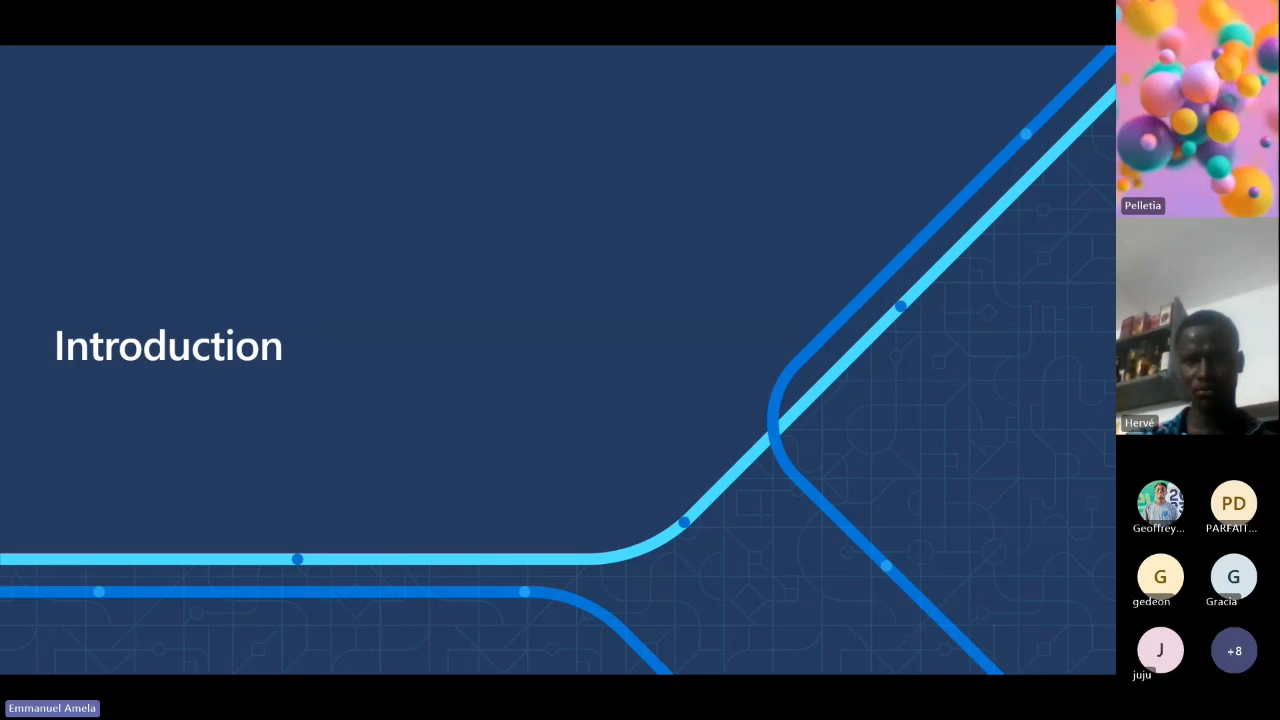 Introduction
Pelletia
Hervé
Geoffrey...
PD
PARFAIT...
G
gedeon
G
Gracia
J
juju
+8
Emmanuel Amela